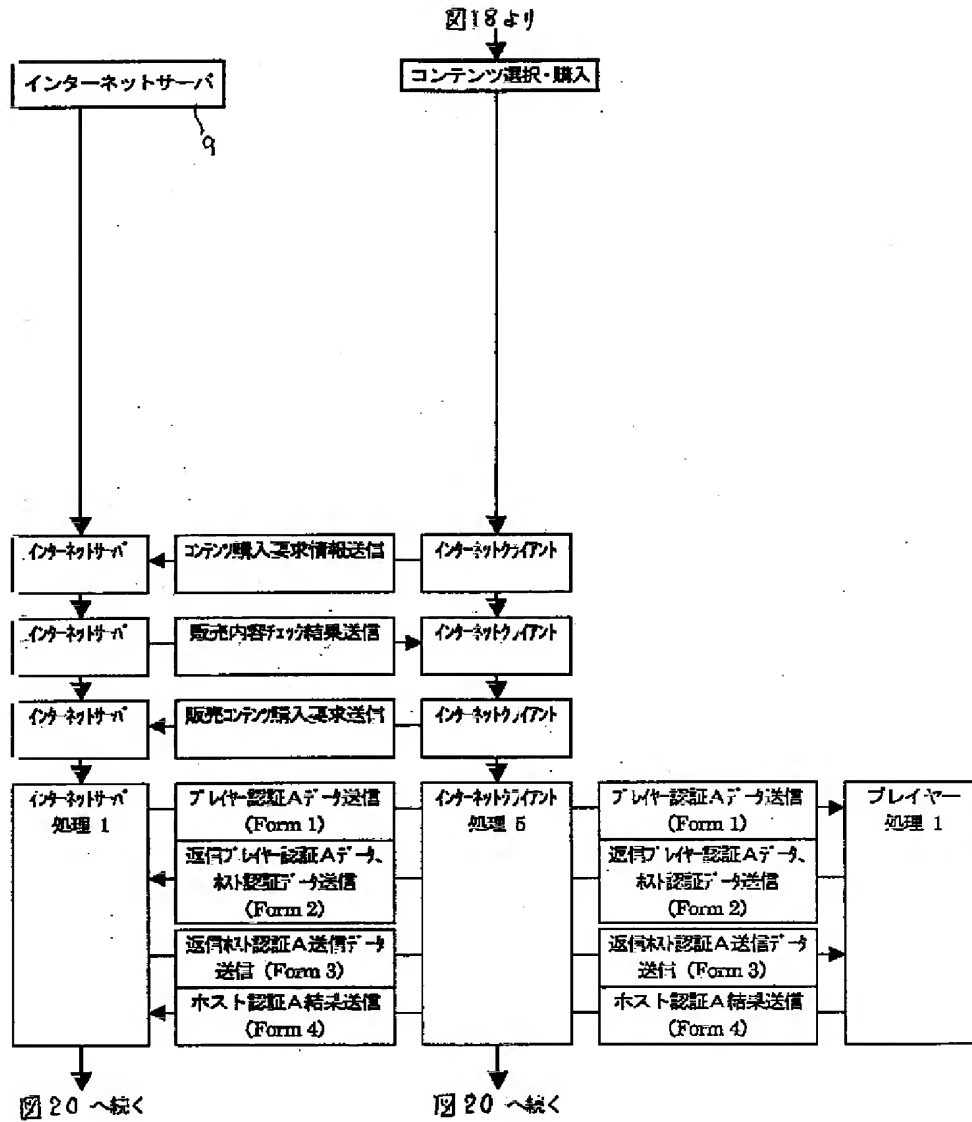 図18より
インターネットサーバ
コンテンツ選択・購入
9
インターネットサーバ
コンテンツ購入要求情報送信
インターネットクライアント
インターネットサーバ
販売内容チェック結果送信
インターネットクライアント
インターネットサーバ
販売コンテンツ購入要求送信
インターネットクライアント
インターネットサーバ
処理 1
プレイヤー認証Aデータ送信
(Form 1)
返信プレイヤー認証Aデータ、
ホスト認証データ送信
(Form 2)
返信ホスト認証A送信データ
送信 (Form 3)
ホスト認証A結果送信
(Form 4)
インターネットクライアント
処理 5
プレイヤー認証Aデータ送信
(Form 1)
返信プレイヤー認証Aデータ、
ホスト認証データ送信
(Form 2)
返信ホスト認証A送信データ
送信 (Form 3)
ホスト認証A結果送信
(Form 4)
プレイヤー
処理 1
図20 へ続く
図20 へ続く